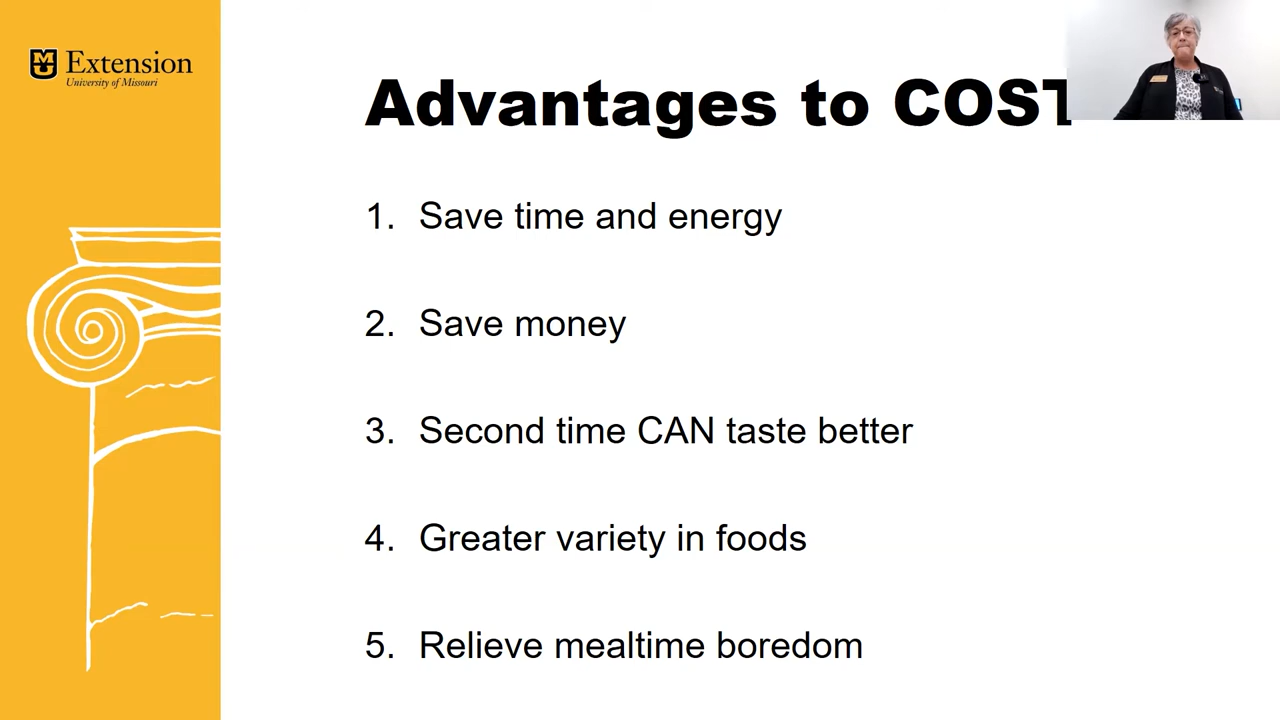 Extension
University of Missouri
Advantages to COST
1. Save time and energy
2. Save money
3. Second time CAN taste better
4. Greater variety in foods
5. Relieve mealtime boredom